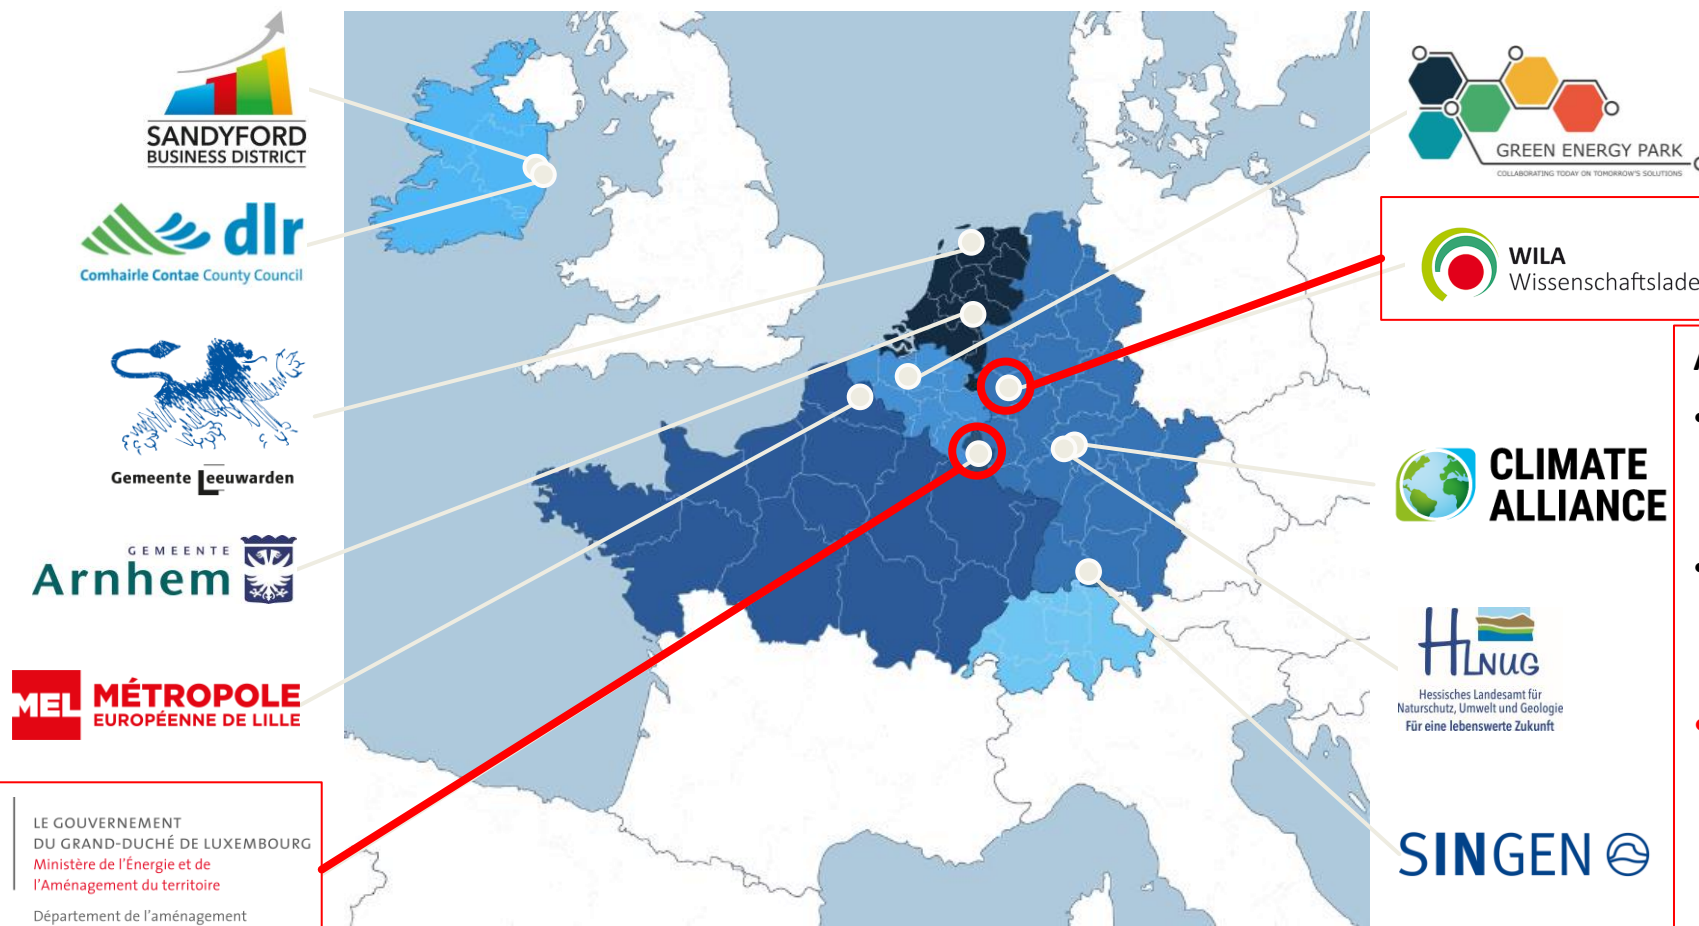 SANDYFORD
BUSINESS DISTRICT
dlr
Comhairle Contae County Council
Gemeente Leeuwarden
GEMEENTE
Arnhem
MEL MÉTROPOLE
EUROPÉENNE DE LILLE
LE GOUVERNEMENT
DU GRAND-DUCHÉ DE LUXEMBOURG
Ministère de l'Énergie et de
l'Aménagement du territoire
Département de l'aménagement
GREEN ENERGY PARK
COLLABORATING TODAY ON TOMORROW'S SOLUTIONS
WILA
Wissenschaftslade
CLIMATE
ALLIANCE
HLNUG
Hessisches Landesamt für
Naturschutz, Umwelt und Geologie
Für eine lebenswerte Zukunft
SINGEN